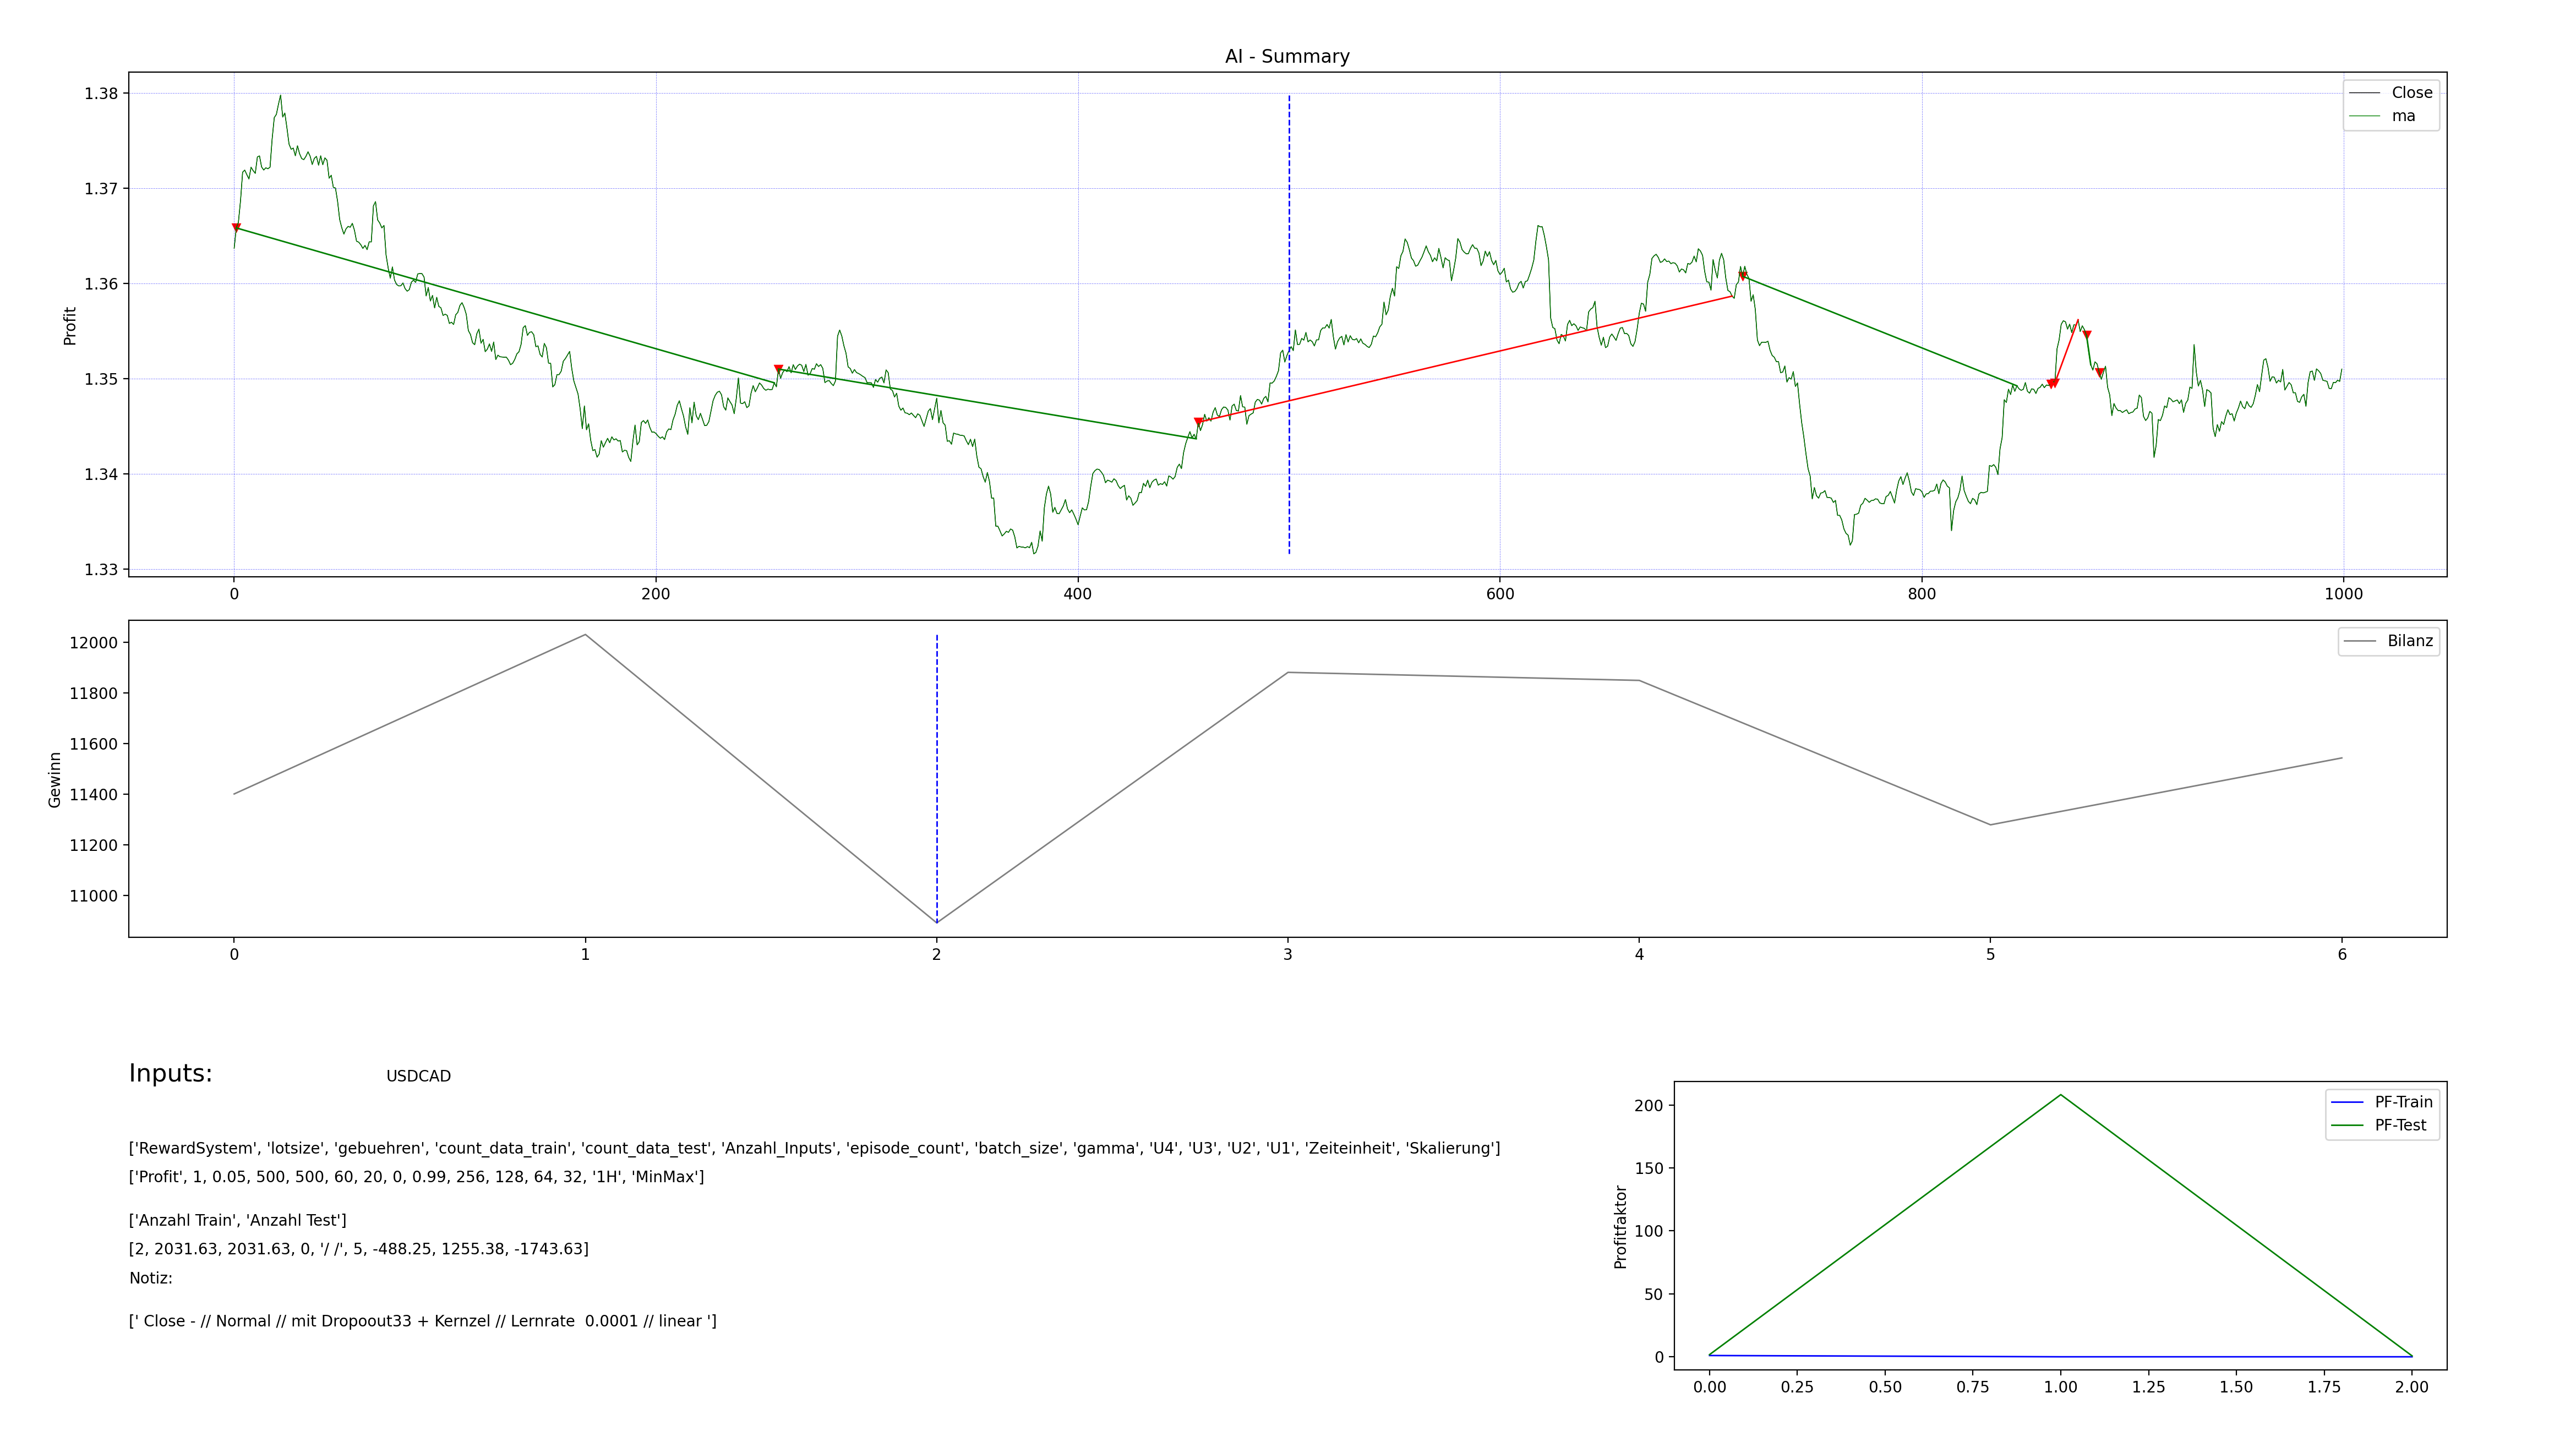 AI - Summary
1.38
1.37
1.36
1.35
1.34
1.33
Profit
Close
ma
0
200
400
600
800
1000
12000
11800
11600
11400
11200
11000
Gewinn
Bilanz
0
1
2
3
4
5
6
Inputs:
USDCAD
['RewardSystem', 'lotsize', 'gebuehren', 'count_data_train', 'count_data_test', 'Anzahl_Inputs', 'episode_count', 'batch_size', 'gamma', 'U4', 'U3', 'U2', 'U1', 'Zeiteinheit', 'Skalierung']
['Profit', 1, 0.05, 500, 500, 60, 20, 0, 0.99, 256, 128, 64, 32, '1H', 'MinMax']
['Anzahl Train', 'Anzahl Test']
[2, 2031.63, 2031.63, 0, '/ /', 5, -488.25, 1255.38, -1743.63]
Notiz:
[' Close - // Normal // mit Dropoout33 + Kernzel // Lernrate  0.0001 // linear ']
200
150
100
50
0
Profitfaktor
PF-Train
PF-Test
0.00
0.25
0.50
0.75
1.00
1.25
1.50
1.75
2.00